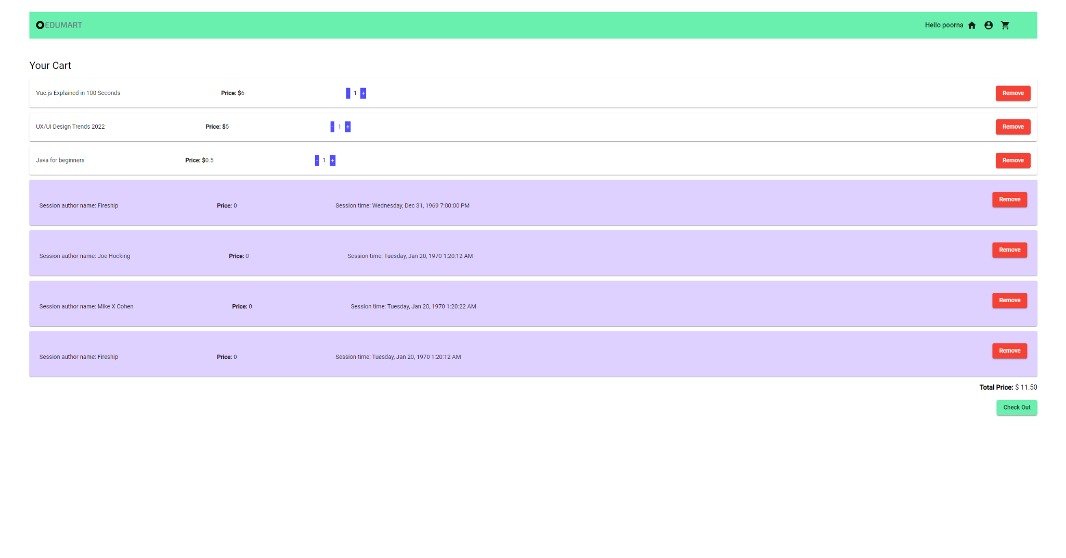 EDUMART
Hello poorna
Your Cart
Vue.js Explained in 100 Seconds Price: $6 - 1 + Remove
UX/UI Design Trends 2022 Price: $5 - 1 + Remove
Java for beginners Price: $0.5 - 1 + Remove
Session author name: Fireship Price: 0 Session time: Wednesday, Dec 31, 1969 7:00:00 PM Remove
Session author name: Joe Hocking Price: 0 Session time: Tuesday, Jan 20, 1970 1:20:12 AM Remove
Session author name: Mike X Cohen Price: 0 Session time: Tuesday, Jan 20, 1970 1:20:22 AM Remove
Session author name: Fireship Price: 0 Session time: Tuesday, Jan 20, 1970 1:20:12 AM Remove
Total Price: $ 11.50
Check Out